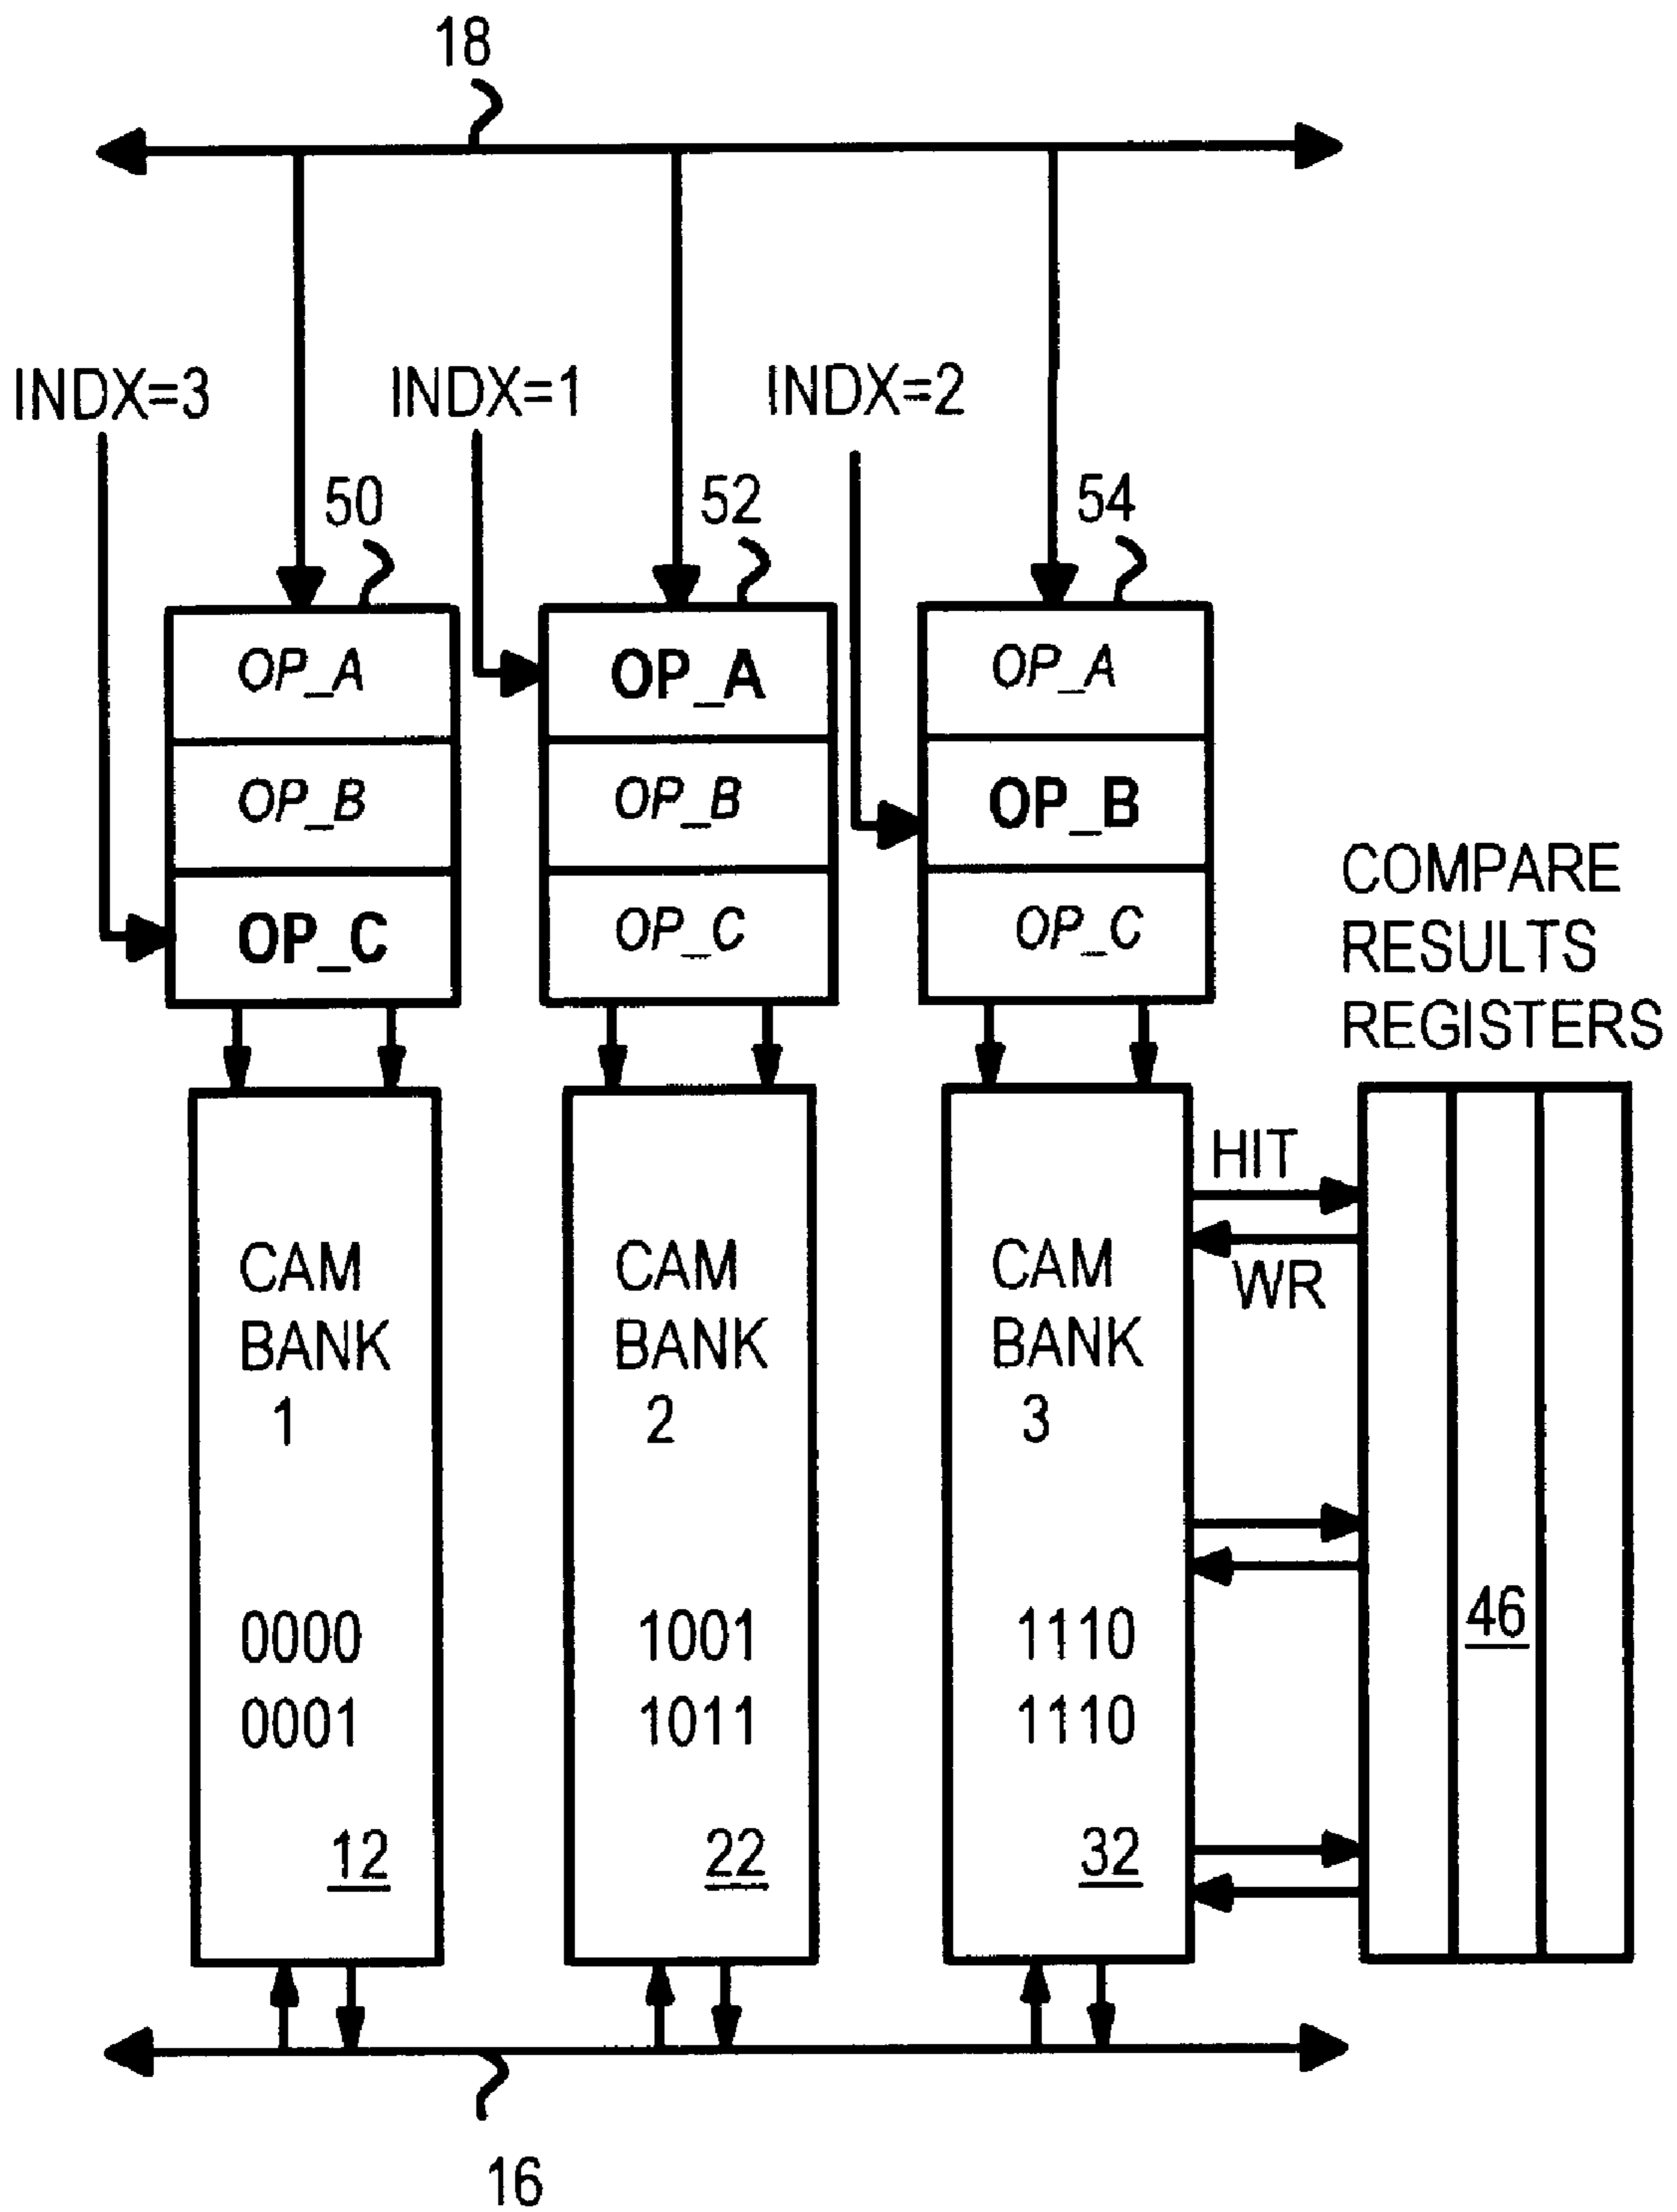 18
INDX=3
INDX=1
INDX=2
50
52
54
OP_A
OP_B
OP_C
OP_A
OP_B
OP_C
OP_A
OP_B
OP_C
COMPARE
RESULTS
REGISTERS
CAM
BANK
1
0000
0001
12
CAM
BANK
2
1001
1011
22
CAM
BANK
3
1110
1110
32
HIT
WR
46
16